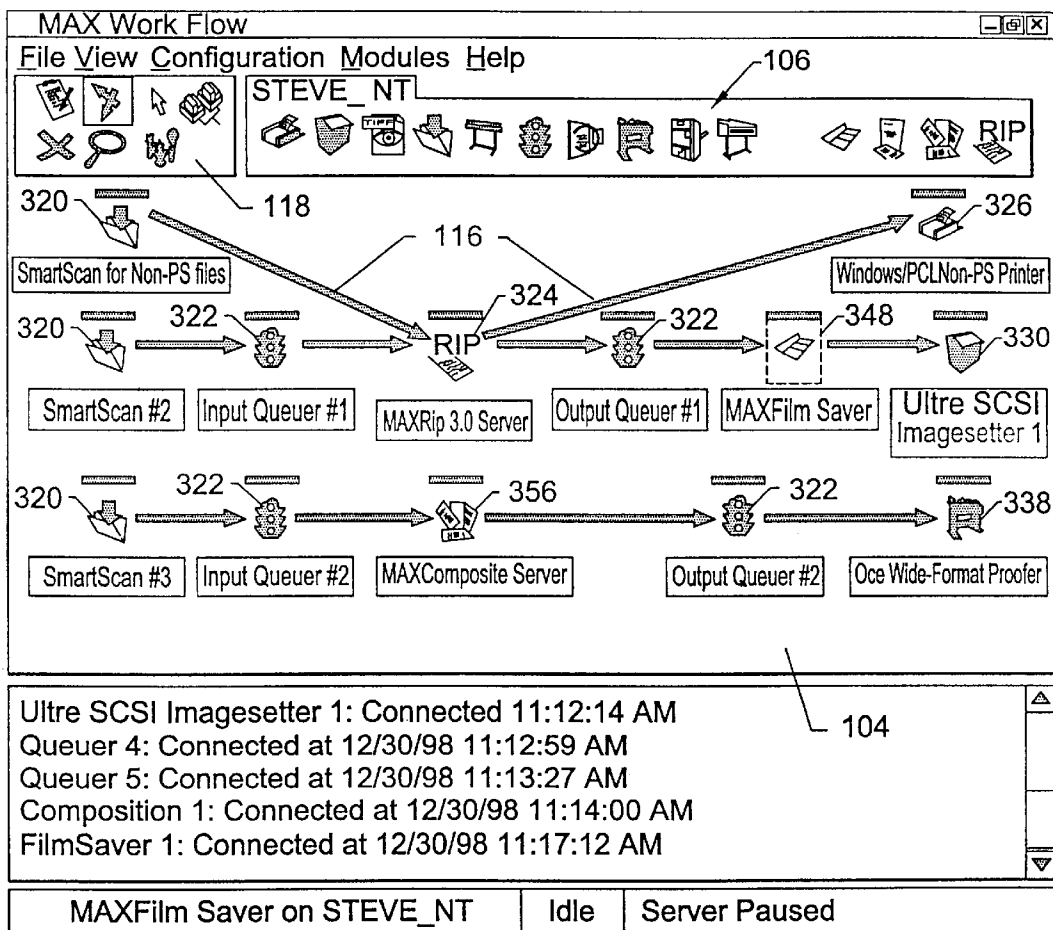 MAX Work Flow
File View Configuration Modules Help
STEVE_NT
106
TIFF
RIP
118
320
116
326
SmartScan for Non-PS files
Windows/PCLNon-PS Printer
320
322
324
RIP
322
348
330
SmartScan #2
Input Queuer #1
MAXRip 3.0 Server
Output Queuer #1
MAXFilm Saver
Ultre SCSI
Imagesetter 1
320
322
356
322
338
SmartScan #3
Input Queuer #2
MAXComposite Server
Output Queuer #2
Oce Wide-Format Proofer
104
Ultre SCSI Imagesetter 1: Connected 11:12:14 AM
Queuer 4: Connected at 12/30/98 11:12:59 AM
Queuer 5: Connected at 12/30/98 11:13:27 AM
Composition 1: Connected at 12/30/98 11:14:00 AM
FilmSaver 1: Connected at 12/30/98 11:17:12 AM
MAXFilm Saver on STEVE_NT
Idle
Server Paused